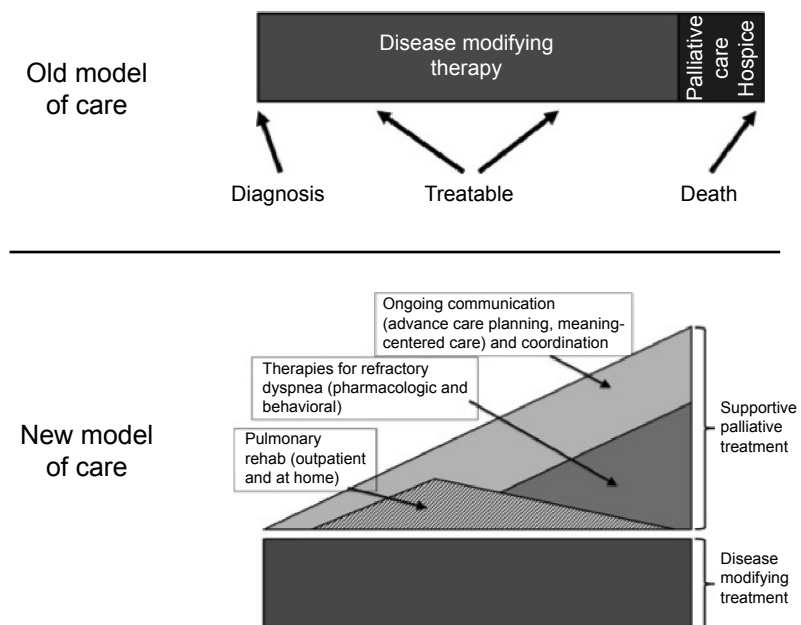 Old model
of care
Disease modifying
therapy
Palliative
care
Hospice
Diagnosis
Treatable
Death
New model
of care
Ongoing communication
(advance care planning, meaning-
centered care) and coordination
Therapies for refractory
dyspnea (pharmacologic and
behavioral)
Pulmonary
rehab (outpatient
and at home)
Supportive
palliative
treatment
Disease
modifying
treatment